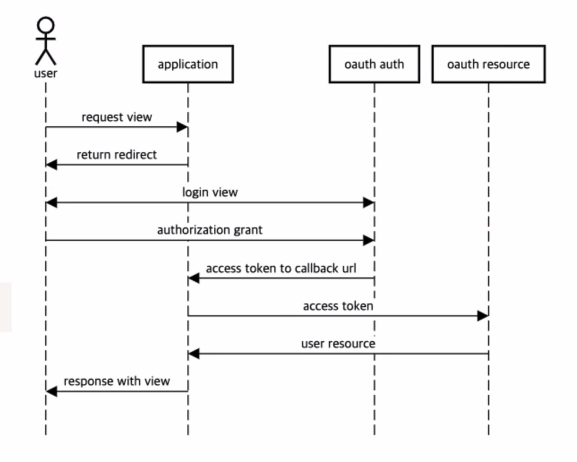 user
application
oauth auth
oauth resource
request view
return redirect
login view
authorization grant
access token to callback url
access token
user resource
response with view